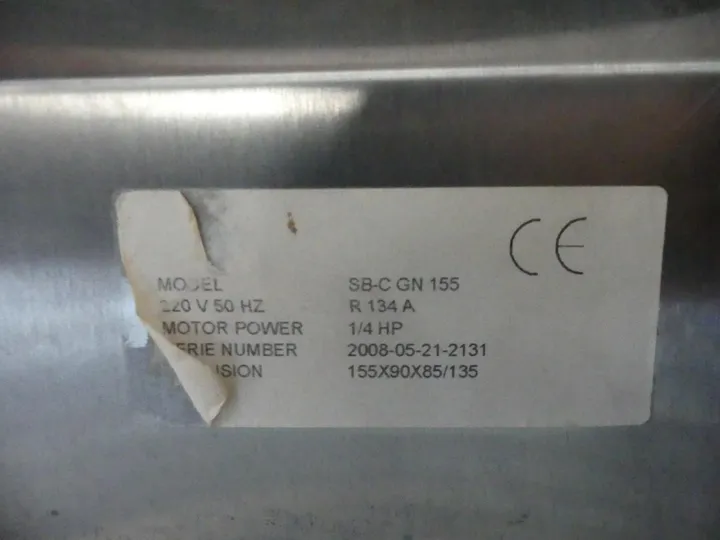 CE
MODEL SB-C GN 155
220 V 50 HZ R 134 A
MOTOR POWER 1/4 HP
SERIE NUMBER 2008-05-21-2131
155X90X85/135